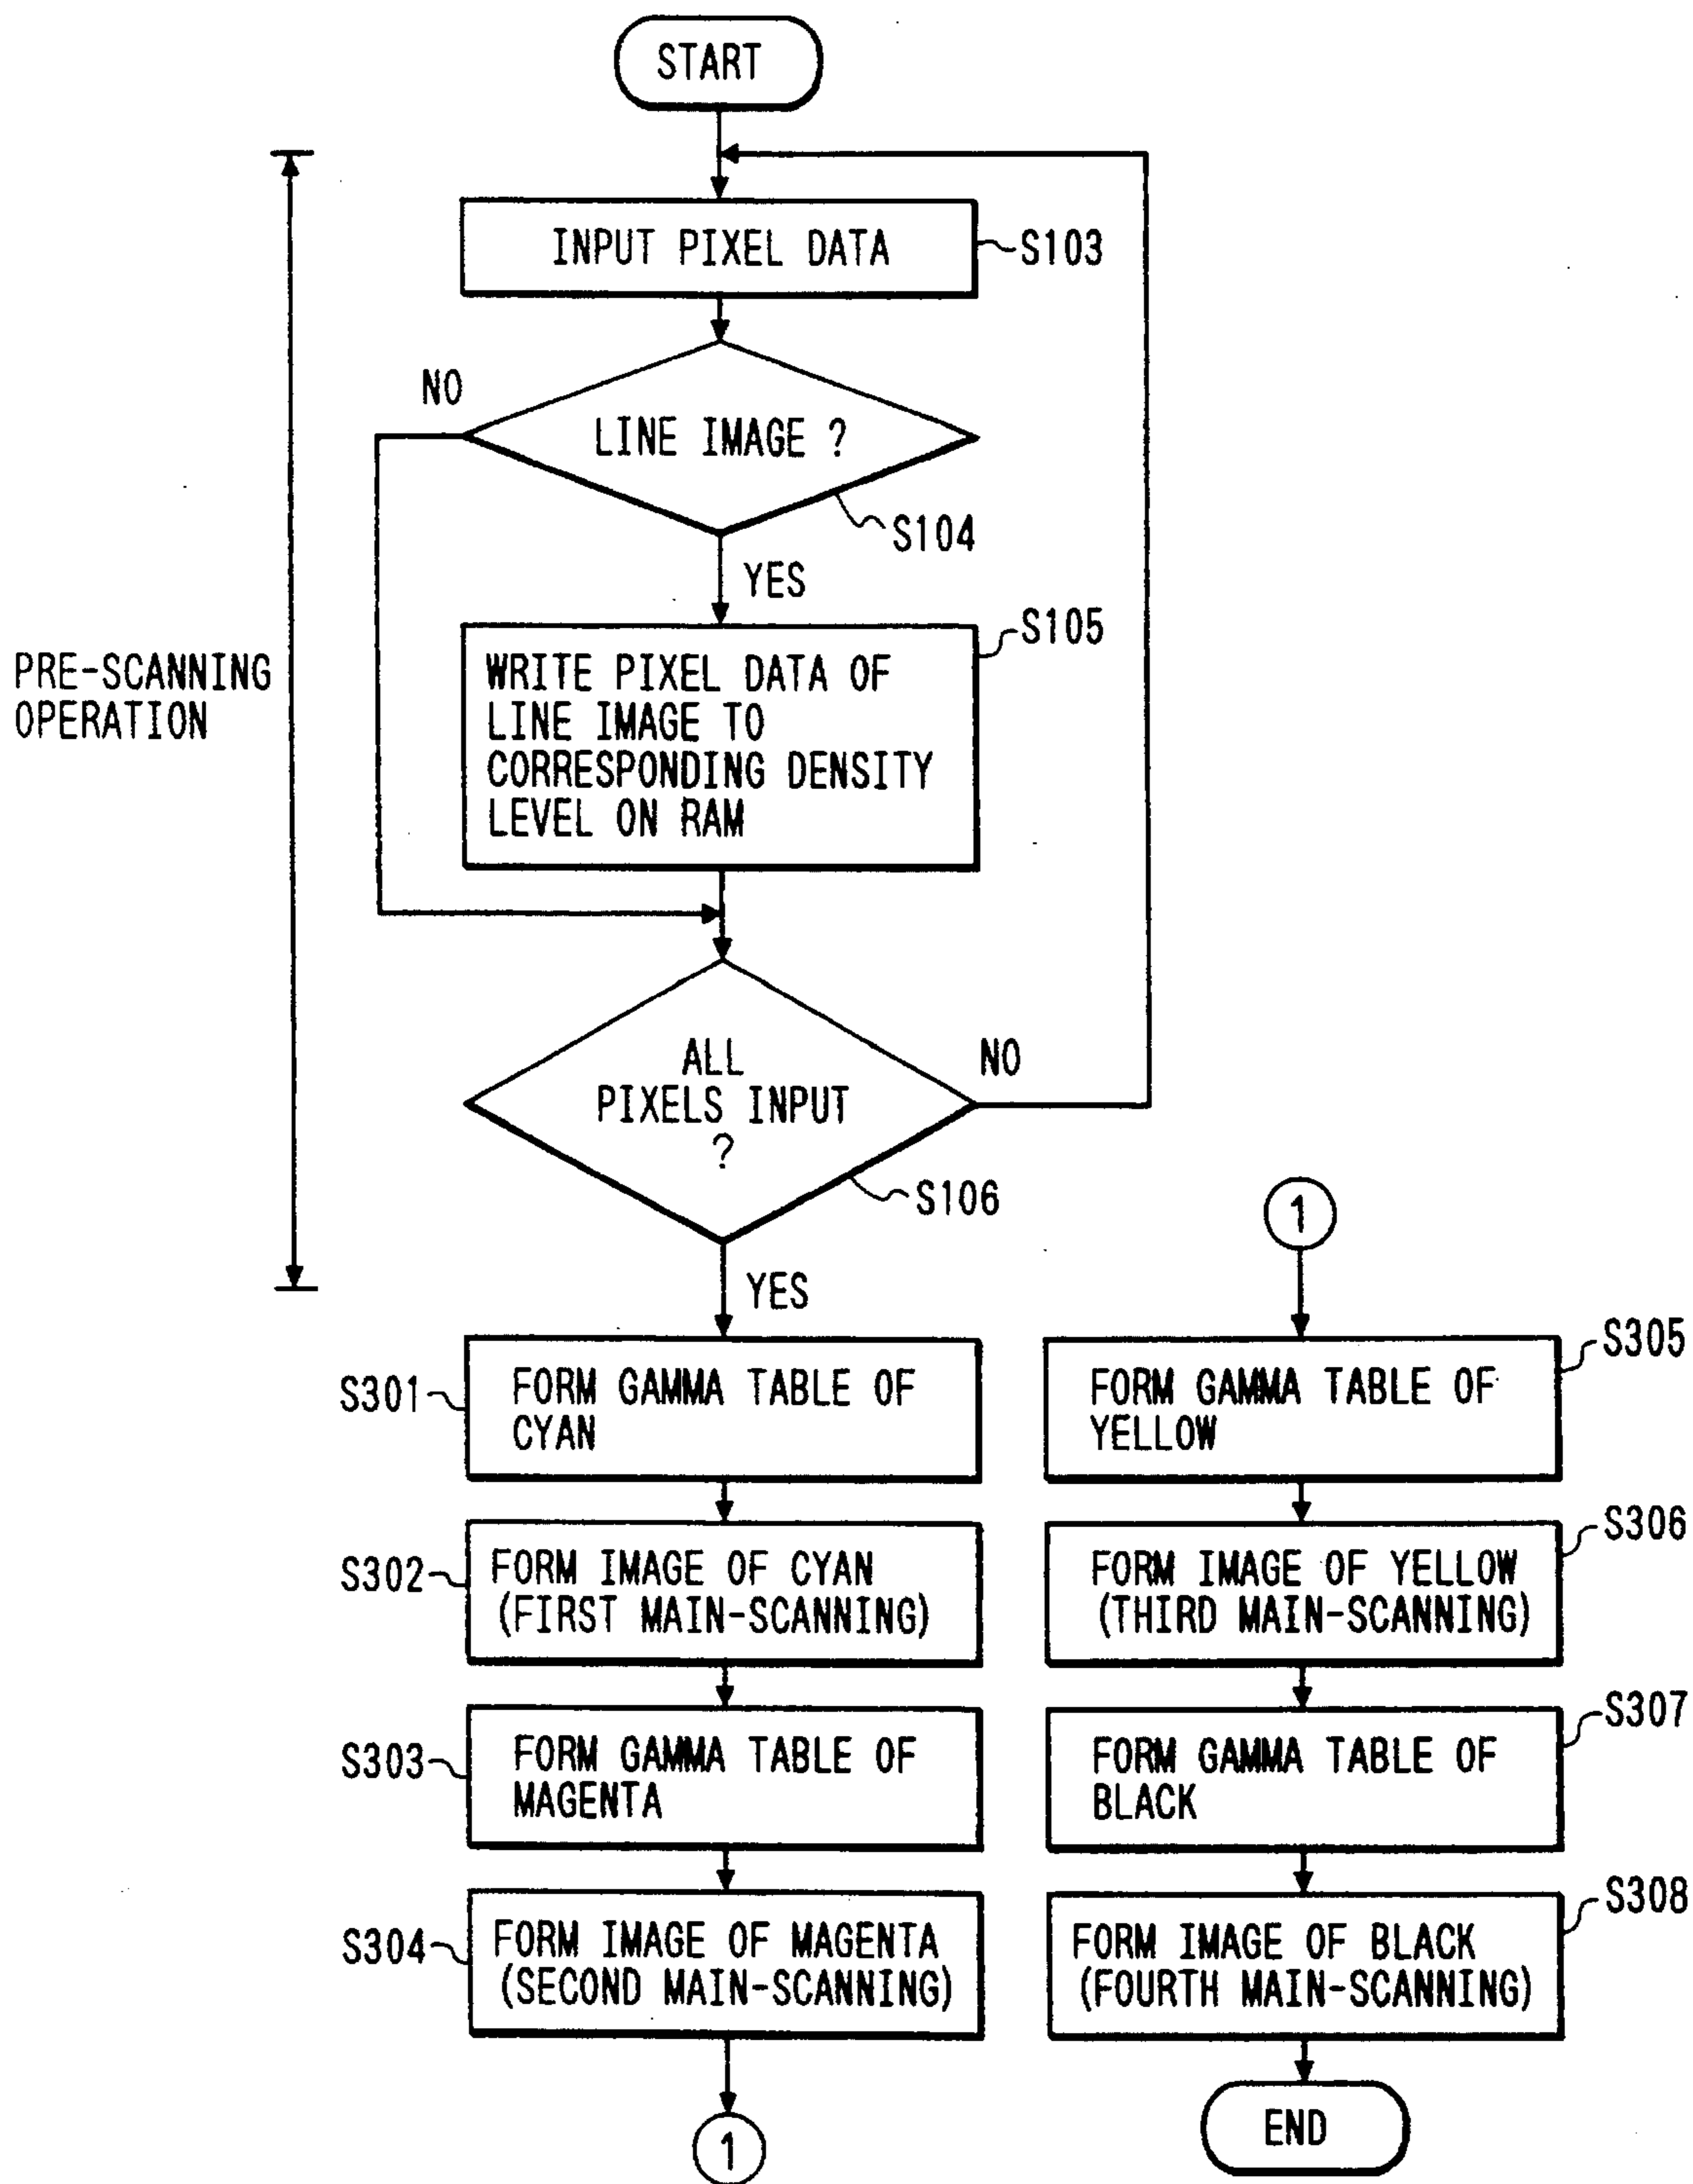 START
INPUT PIXEL DATA
S103
NO
LINE IMAGE ?
S104
YES
S105
WRITE PIXEL DATA OF
LINE IMAGE TO
CORRESPONDING DENSITY
LEVEL ON RAM
PRE-SCANNING
OPERATION
ALL
PIXELS INPUT
?
NO
S106
YES
S301
FORM GAMMA TABLE OF
CYAN
S302
FORM IMAGE OF CYAN
(FIRST MAIN-SCANNING)
S303
FORM GAMMA TABLE OF
MAGENTA
S304
FORM IMAGE OF MAGENTA
(SECOND MAIN-SCANNING)
1
1
S305
FORM GAMMA TABLE OF
YELLOW
S306
FORM IMAGE OF YELLOW
(THIRD MAIN-SCANNING)
S307
FORM GAMMA TABLE OF
BLACK
S308
FORM IMAGE OF BLACK
(FOURTH MAIN-SCANNING)
END